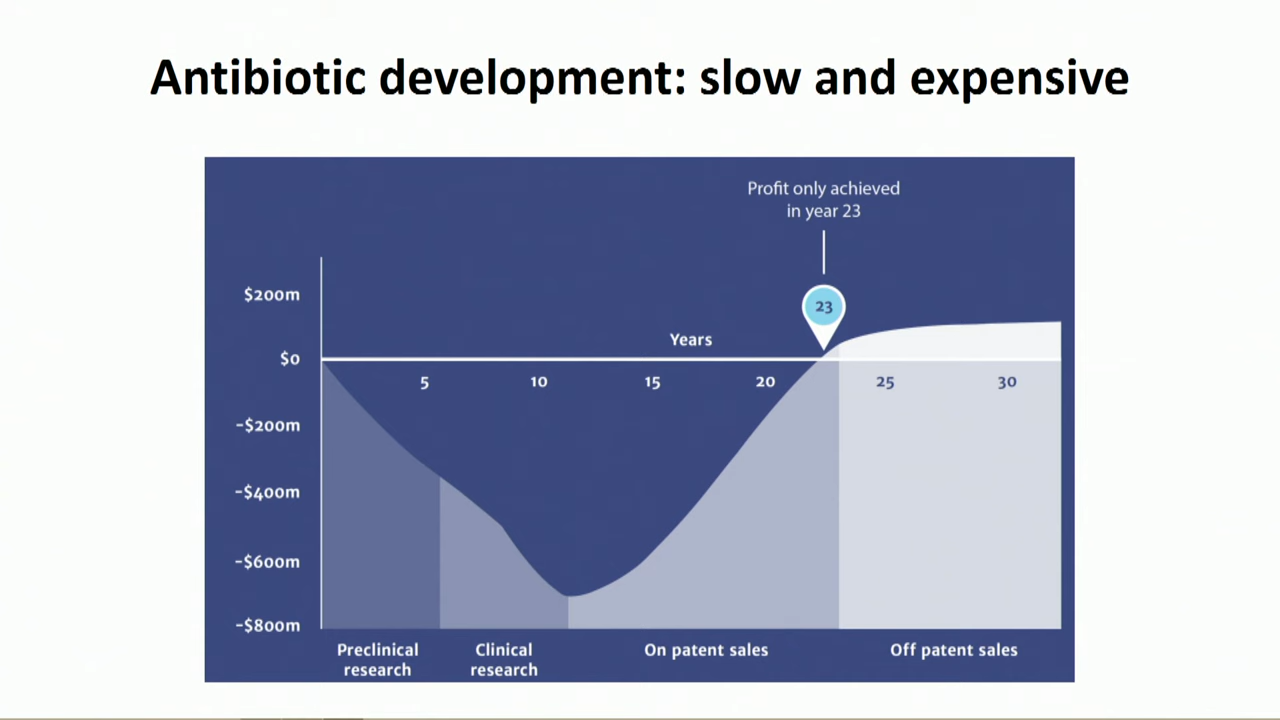 Antibiotic development: slow and expensive
Profit only achieved
in year 23
23
$200m
Years
$0
5 10 15 20 25 30
-$200m
-$400m
-$600m
-$800m
Preclinical
research
Clinical
research
On patent sales
Off patent sales